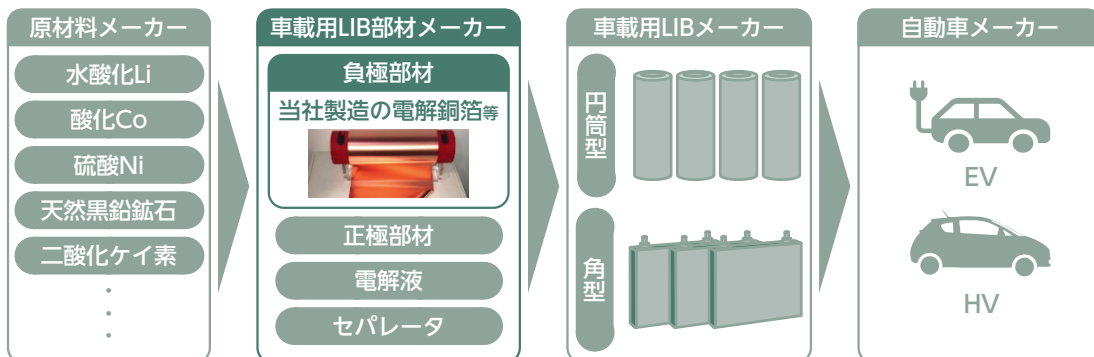 原材料メーカー
水酸化Li
酸化Co
硫酸Ni
天然黒鉛鉱石
二酸化ケイ素
・
・
・
車載用LIB部材メーカー
負極部材
当社製造の電解銅箔等
正極部材
電解液
セパレータ
車載用LIBメーカー
円筒型
角型
自動車メーカー
EV
HV